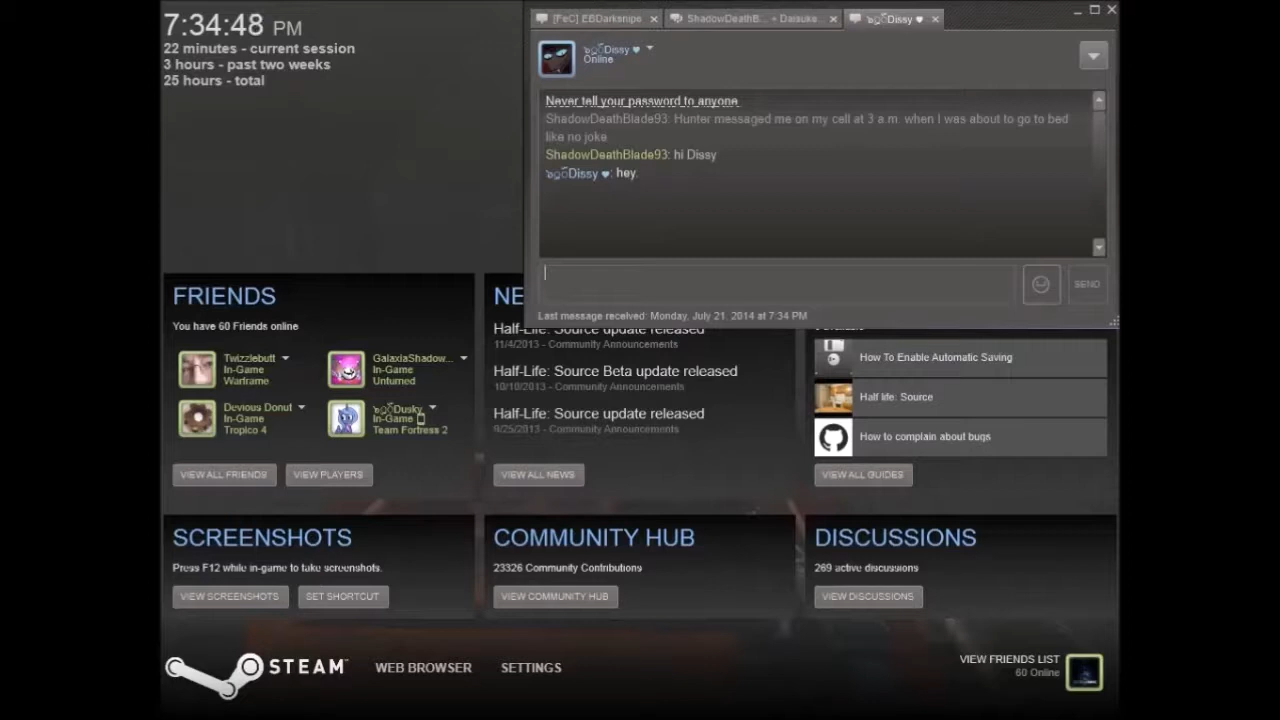 7:34:48 PM
22 minutes - current session
3 hours - past two weeks
25 hours - total
[FeC] EBDarksnipe
ShadowDeathB... + Daisuke...
Dissy ♥
Dissy ♥
Online
Never tell your password to anyone.
ShadowDeathBlade93: Hunter messaged me on my cell at 3 a.m. when I was about to go to bed
like no joke
ShadowDeathBlade93: hi Dissy
Dissy ♥: hey.
SEND
Last message received: Monday, July 21, 2014 at 7:34 PM
FRIENDS
You have 60 Friends online
Twizzlebutt
In-Game
Warframe
GalaxiaShadow...
In-Game
Unturned
Devious Donut
In-Game
Tropico 4
Dusky
In-Game
Team Fortress 2
VIEW ALL FRIENDS
VIEW PLAYERS
NE
Half-Life: Source update released
11/4/2013 - Community Announcements
Half-Life: Source Beta update released
10/18/2013 - Community Announcements
Half-Life: Source update released
9/25/2013 - Community Announcements
VIEW ALL NEWS
How To Enable Automatic Saving
Half life: Source
How to complain about bugs
VIEW ALL GUIDES
SCREENSHOTS
Press F12 while in-game to take screenshots.
VIEW SCREENSHOTS
SET SHORTCUT
COMMUNITY HUB
23326 Community Contributions
VIEW COMMUNITY HUB
DISCUSSIONS
269 active discussions
VIEW DISCUSSIONS
STEAM
WEB BROWSER
SETTINGS
VIEW FRIENDS LIST
60 Online